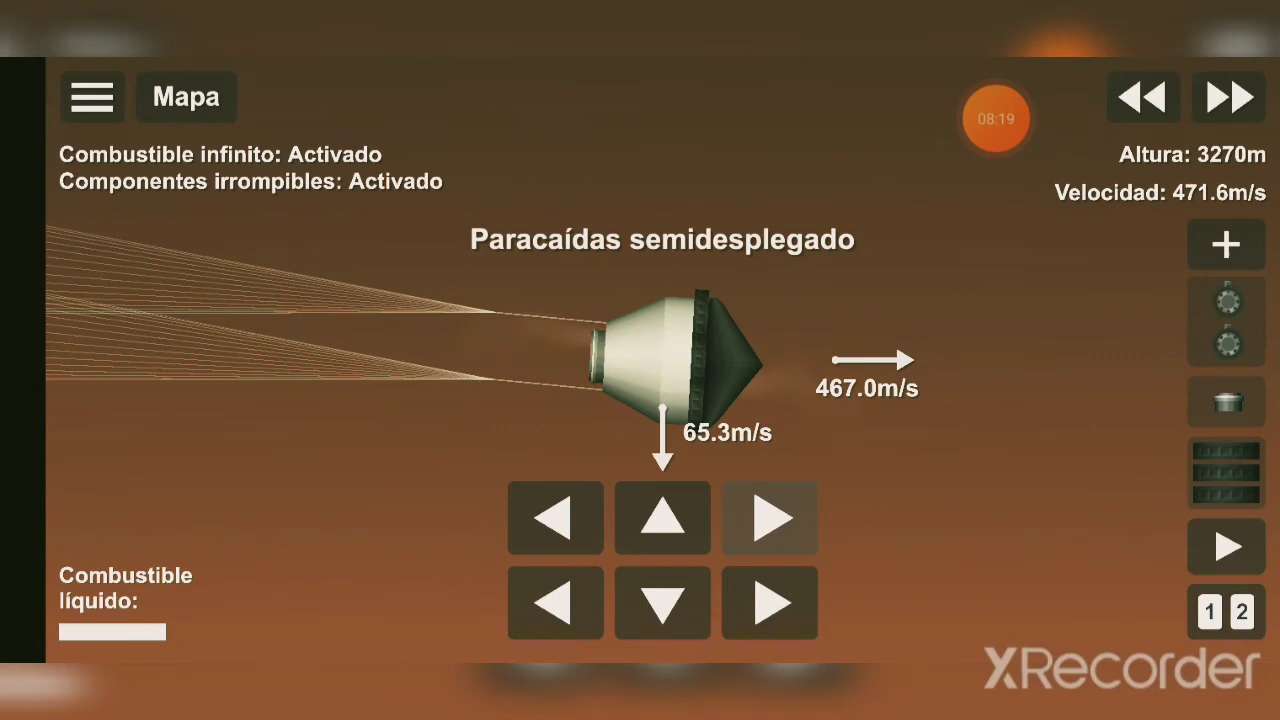 Mapa
08:19
Combustible infinito: Activado
Componentes irrompibles: Activado
Altura: 3270m
Velocidad: 471.6m/s
Paracaídas semidesplegado
467.0m/s
65.3m/s
Combustible
líquido:
1 2
XRecorder